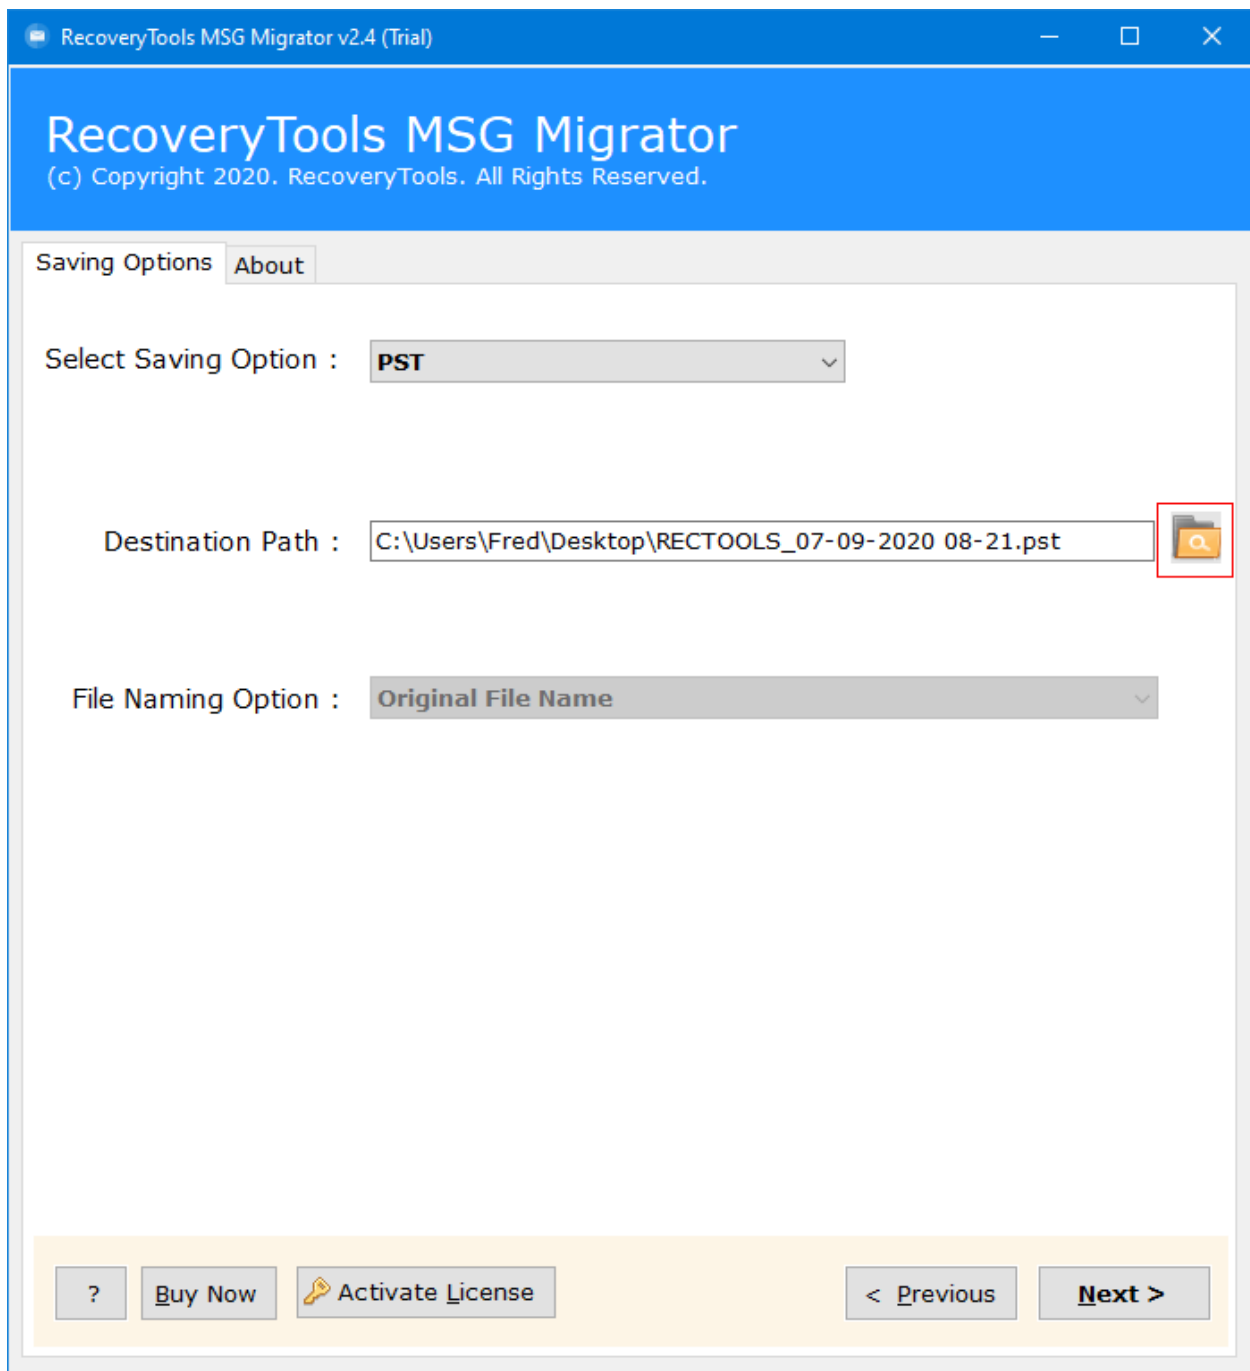 RecoveryTools MSG Migrator v2.4 (Trial)
RecoveryTools MSG Migrator
(c) Copyright 2020. RecoveryTools. All Rights Reserved.
Saving Options About
Select Saving Option : PST
Destination Path : C:\Users\Fred\Desktop\RECTOOLS_07-09-2020 08-21.pst
File Naming Option : Original File Name
? Buy Now Activate License < Previous Next >